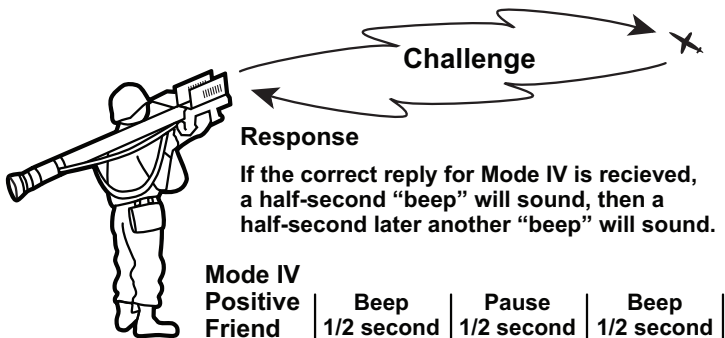 Challenge
Response
If the correct reply for Mode IV is recieved,
a half-second “beep” will sound, then a
half-second later another “beep” will sound.
Mode IV
Positive
Friend
Beep
1/2 second
Pause
1/2 second
Beep
1/2 second